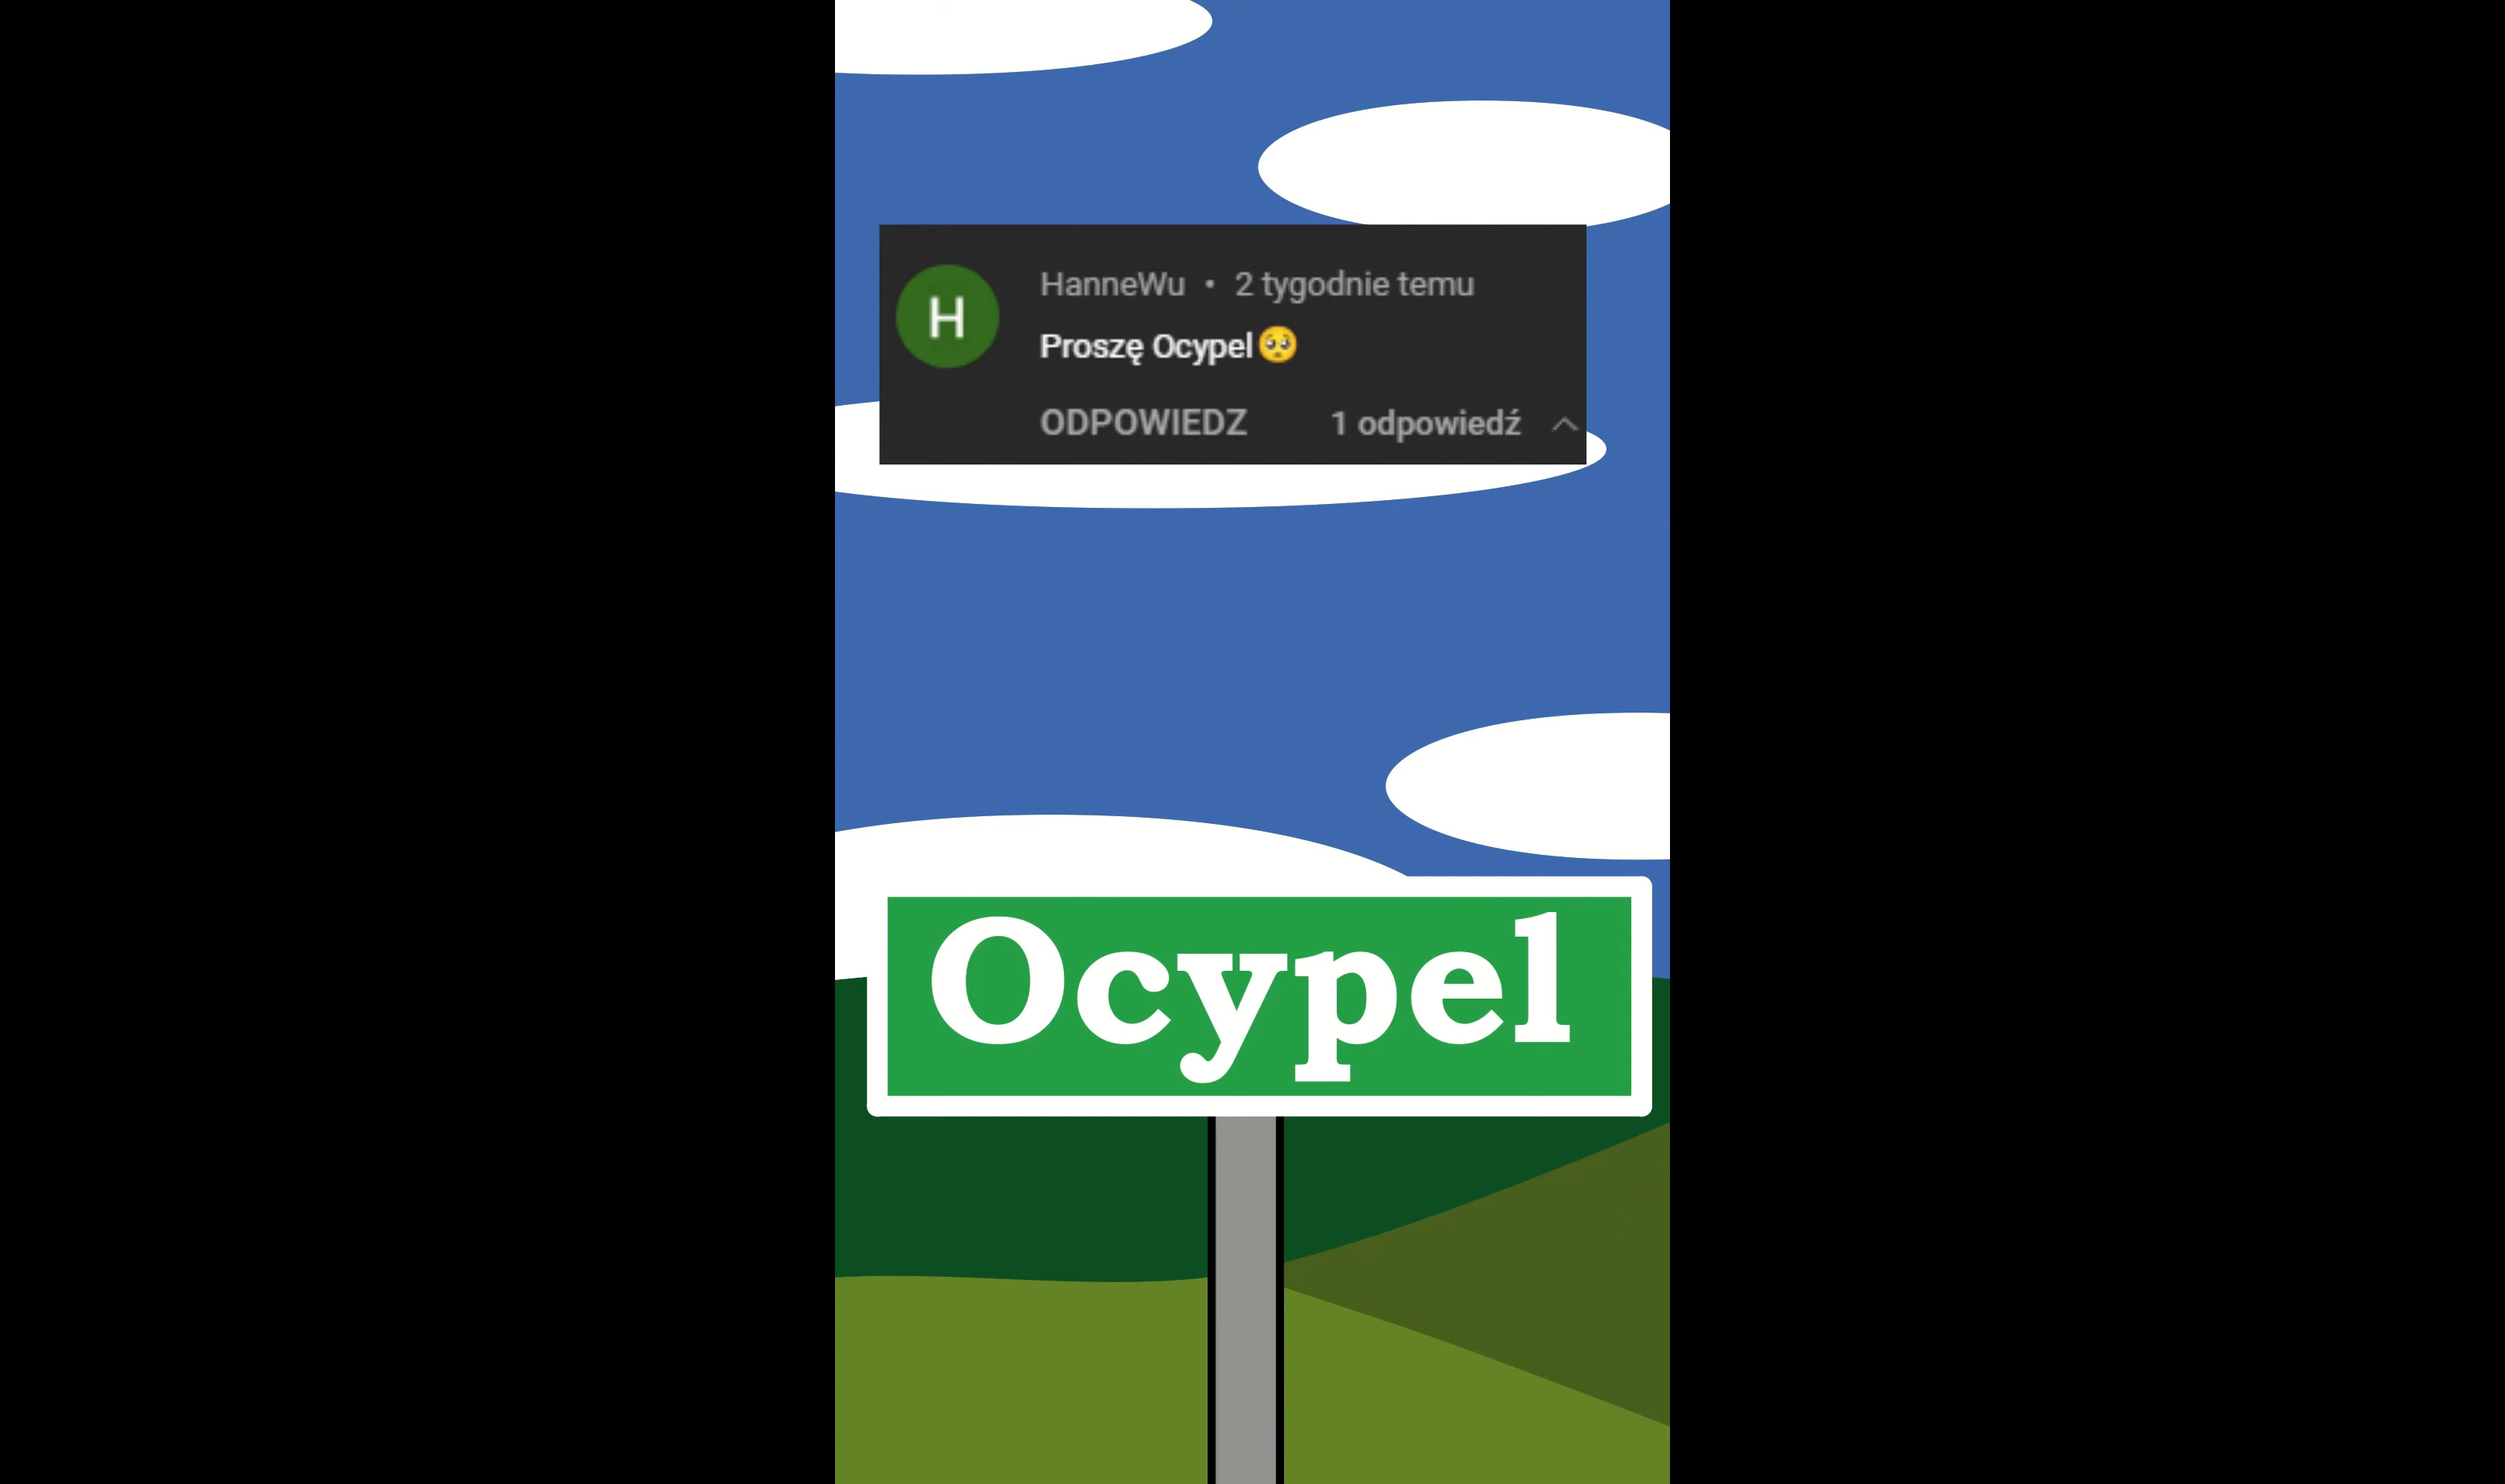 H
HanneWu • 2 tygodnie temu
Proszę Ocypel🥺
ODPOWIEDZ 1 odpowiedź
Ocypel